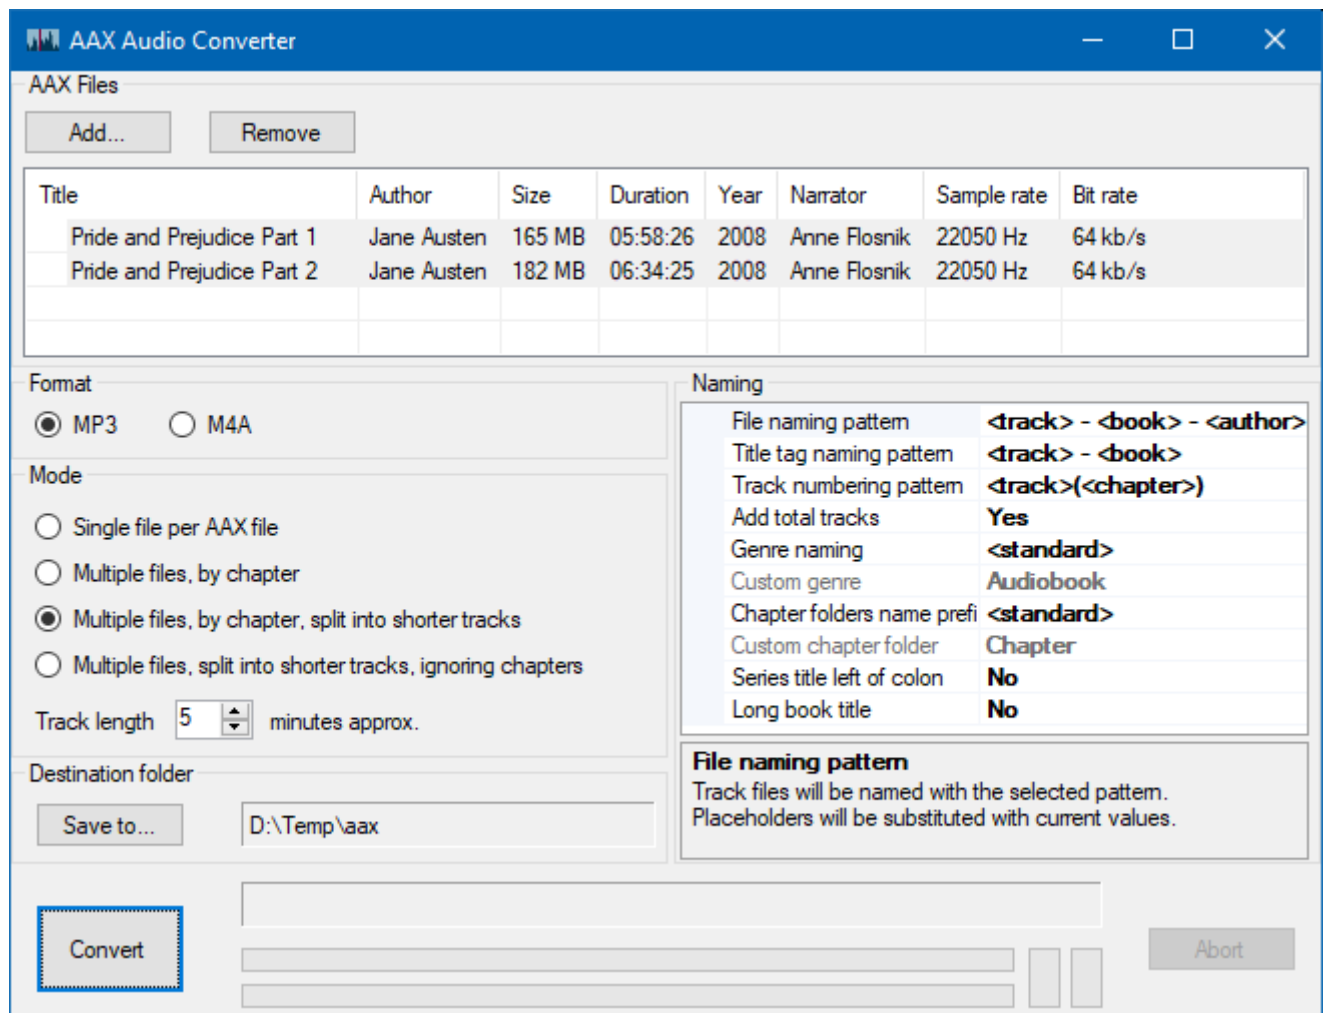 AAX Audio Converter
AAX Files
Add... Remove
Title Author Size Duration Year Narrator Sample rate Bit rate
Pride and Prejudice Part 1 Jane Austen 165 MB 05:58:26 2008 Anne Flosnik 22050 Hz 64 kb/s
Pride and Prejudice Part 2 Jane Austen 182 MB 06:34:25 2008 Anne Flosnik 22050 Hz 64 kb/s
Format
MP3 M4A
Mode
Single file per AAX file
Multiple files, by chapter
Multiple files, by chapter, split into shorter tracks
Multiple files, split into shorter tracks, ignoring chapters
Track length 5 minutes approx.
Destination folder
Save to... D:\Temp\aax
Naming
File naming pattern <track> - <book> - <author>
Title tag naming pattern <track> - <book>
Track numbering pattern <track>(<chapter>)
Add total tracks Yes
Genre naming <standard>
Custom genre Audiobook
Chapter folders name prefi <standard>
Custom chapter folder Chapter
Series title left of colon No
Long book title No
File naming pattern
Track files will be named with the selected pattern.
Placeholders will be substituted with current values.
Convert Abort